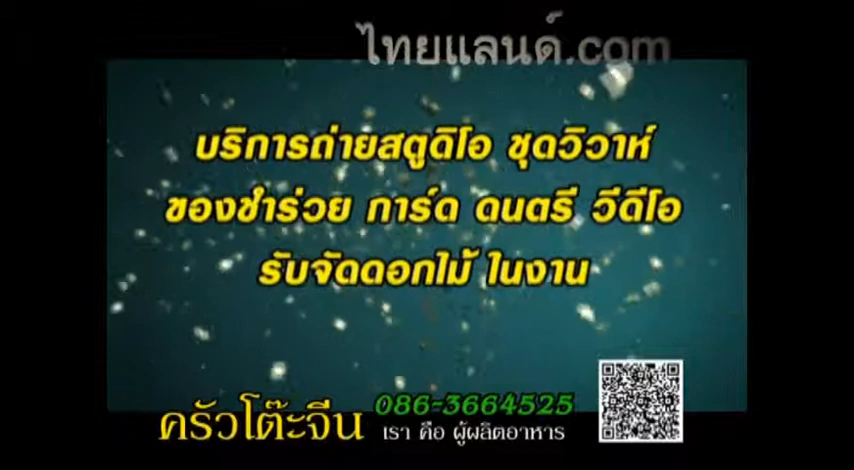 ไทยแลนด์.com
บริการถ่ายสตูดิโอ ชุดวิวาห์
ของชำร่วย การ์ด ดนตรี วีดีโอ
รับจัดดอกไม้ ในงาน
ครัวโต๊ะจีน
086-3664525
เรา คือ ผู้ผลิตอาหาร